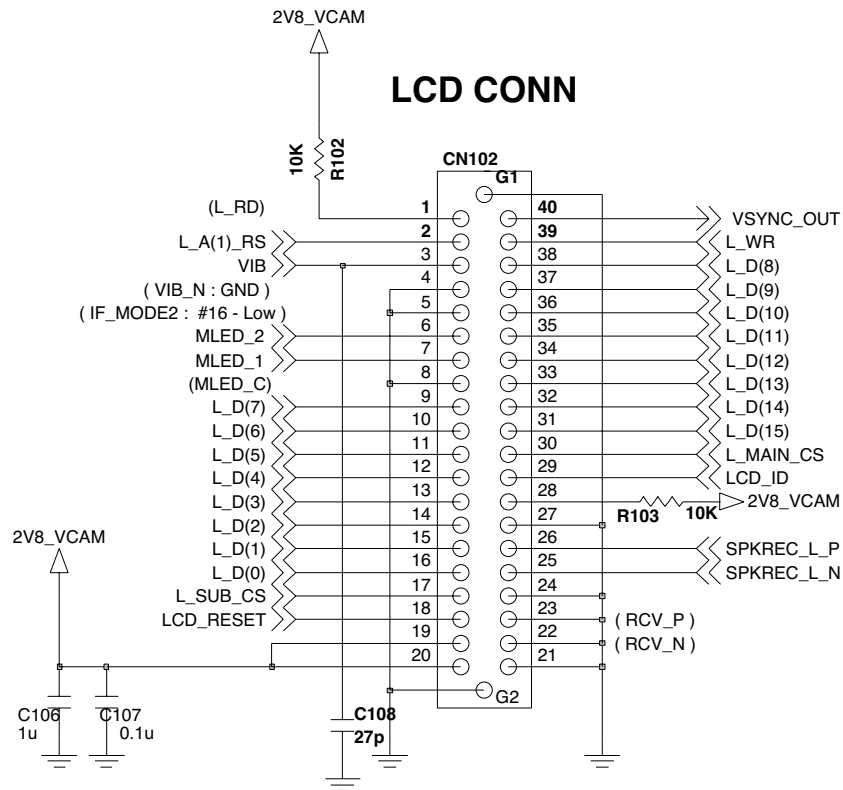 2V8_VCAM
LCD CONN
10K
R102
CN102
G1
(L_RD) 1 40 VSYNC_OUT
L_A(1)_RS 2 39 L_WR
VIB 3 38 L_D(8)
( VIB_N : GND ) 4 37 L_D(9)
( IF_MODE2 : #16 - Low ) 5 36 L_D(10)
MLED_2 6 35 L_D(11)
MLED_1 7 34 L_D(12)
(MLED_C) 8 33 L_D(13)
L_D(7) 9 32 L_D(14)
L_D(6) 10 31 L_D(15)
L_D(5) 11 30 L_MAIN_CS
L_D(4) 12 29 LCD_ID
L_D(3) 13 28 R103 10K 2V8_VCAM
L_D(2) 14 27
L_D(1) 15 26 SPKREC_L_P
L_D(0) 16 25 SPKREC_L_N
L_SUB_CS 17 24
LCD_RESET 18 23 ( RCV_P )
19 22 ( RCV_N )
20 21
2V8_VCAM
G2
C106
1u
C107
0.1u
C108
27p